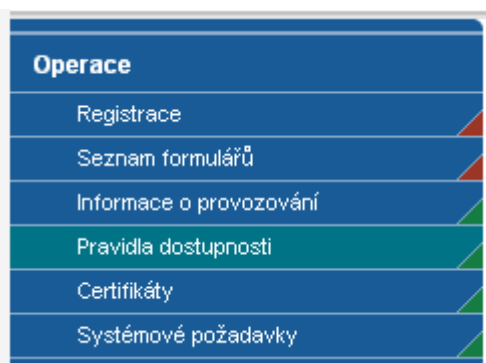 Operace
Registrace
Seznam formulářů
Informace o provozování
Pravidla dostupnosti
Certifikáty
Systémové požadavky